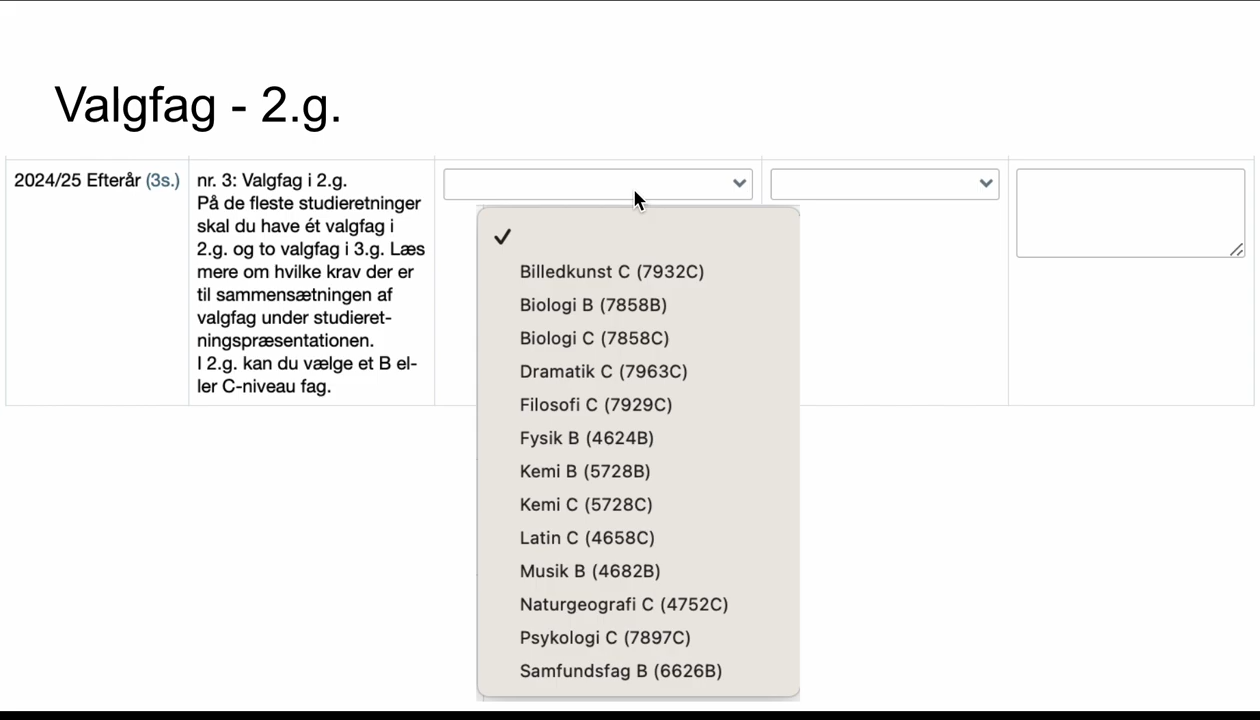 Valgfag - 2.g.
2024/25 Efterår (3s.)
nr. 3: Valgfag i 2.g.
På de fleste studieretninger
skal du have ét valgfag i
2.g. og to valgfag i 3.g. Læs
mere om hvilke krav der er
til sammensætningen af
valgfag under studieret-
ningspræsentationen.
I 2.g. kan du vælge et B el-
ler C-niveau fag.
Billedkunst C (7932C)
Biologi B (7858B)
Biologi C (7858C)
Dramatik C (7963C)
Filosofi C (7929C)
Fysik B (4624B)
Kemi B (5728B)
Kemi C (5728C)
Latin C (4658C)
Musik B (4682B)
Naturgeografi C (4752C)
Psykologi C (7897C)
Samfundsfag B (6626B)